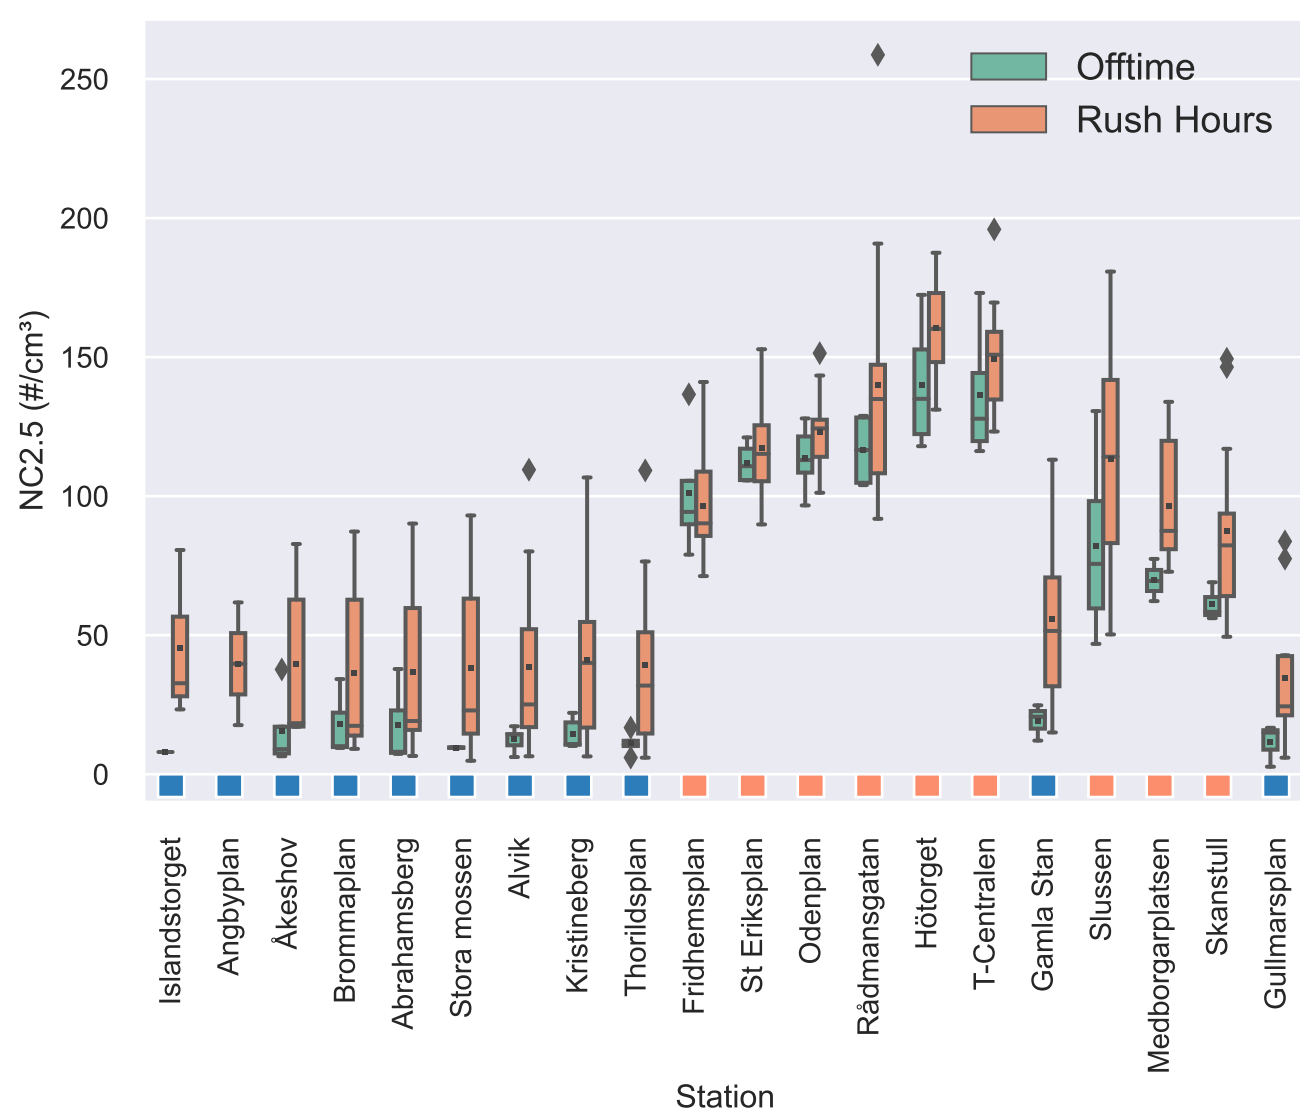 Offtime
Rush Hours
NC2.5 (#/cm³)
250
200
150
100
50
0
Islandstorget
Angbyplan
Åkeshov
Brommaplan
Abrahamsberg
Stora mossen
Alvik
Kristineberg
Thorildsplan
Fridhemsplan
St Eriksplan
Odenplan
Rådmansgatan
Hötorget
T-Centralen
Gamla Stan
Slussen
Medborgarplatsen
Skanstull
Gullmarsplan
Station